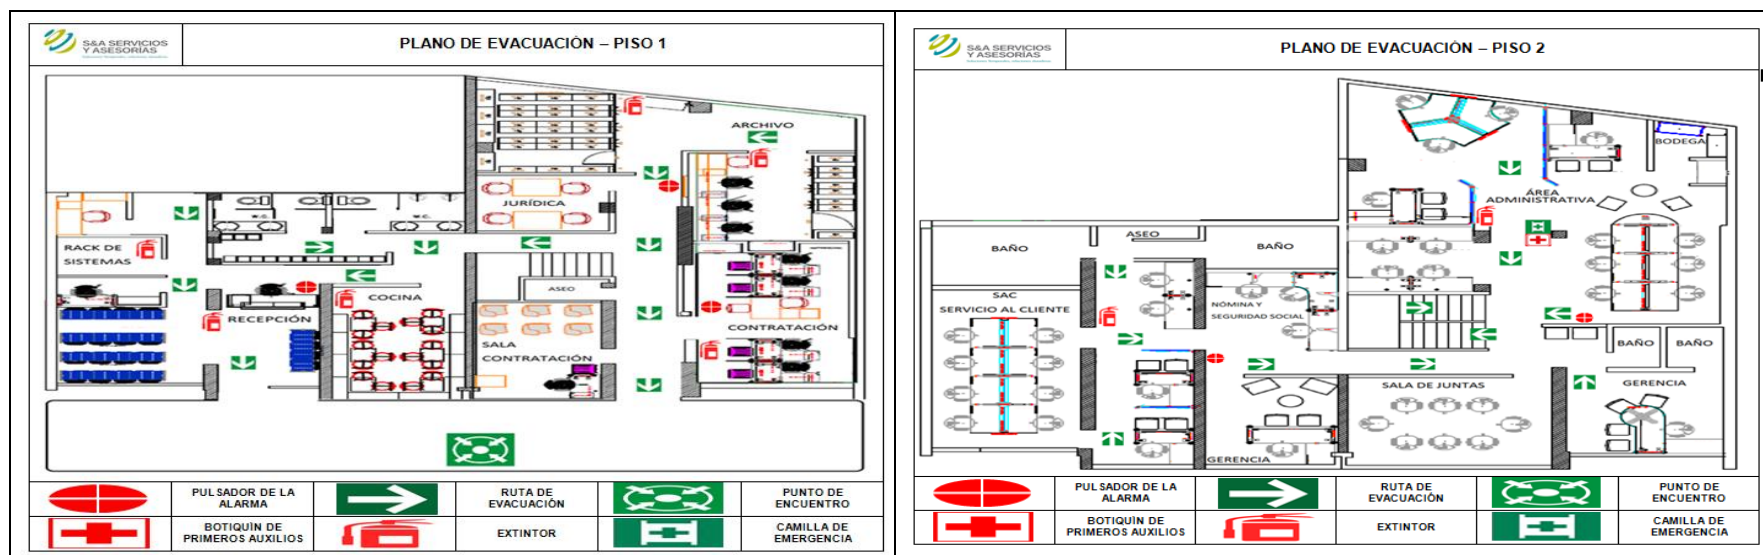 S&A SERVICIOS
Y ASESORÍAS
PLANO DE EVACUACIÓN – PISO 1
ARCHIVO
JURÍDICA
W.C.
W.C.
RACK DE
SISTEMAS
ASEO
COCINA
RECEPCIÓN
SALA
CONTRATACIÓN
CONTRATACIÓN
PULSADOR DE LA
ALARMA
RUTA DE
EVACUACIÓN
PUNTO DE
ENCUENTRO
BOTIQUÌN DE
PRIMEROS AUXILIOS
EXTINTOR
CAMILLA DE
EMERGENCIA
S&A SERVICIOS
Y ASESORÍAS
PLANO DE EVACUACIÓN – PISO 2
BODEGA
ÁREA
ADMINISTRATIVA
ASEO
BAÑO
BAÑO
SAC
SERVICIO AL CLIENTE
NÓMINA Y
SEGURIDAD SOCIAL
BAÑO
BAÑO
SALA DE JUNTAS
GERENCIA
GERENCIA
PULSADOR DE LA
ALARMA
RUTA DE
EVACUACIÓN
PUNTO DE
ENCUENTRO
BOTIQUÌN DE
PRIMEROS AUXILIOS
EXTINTOR
CAMILLA DE
EMERGENCIA